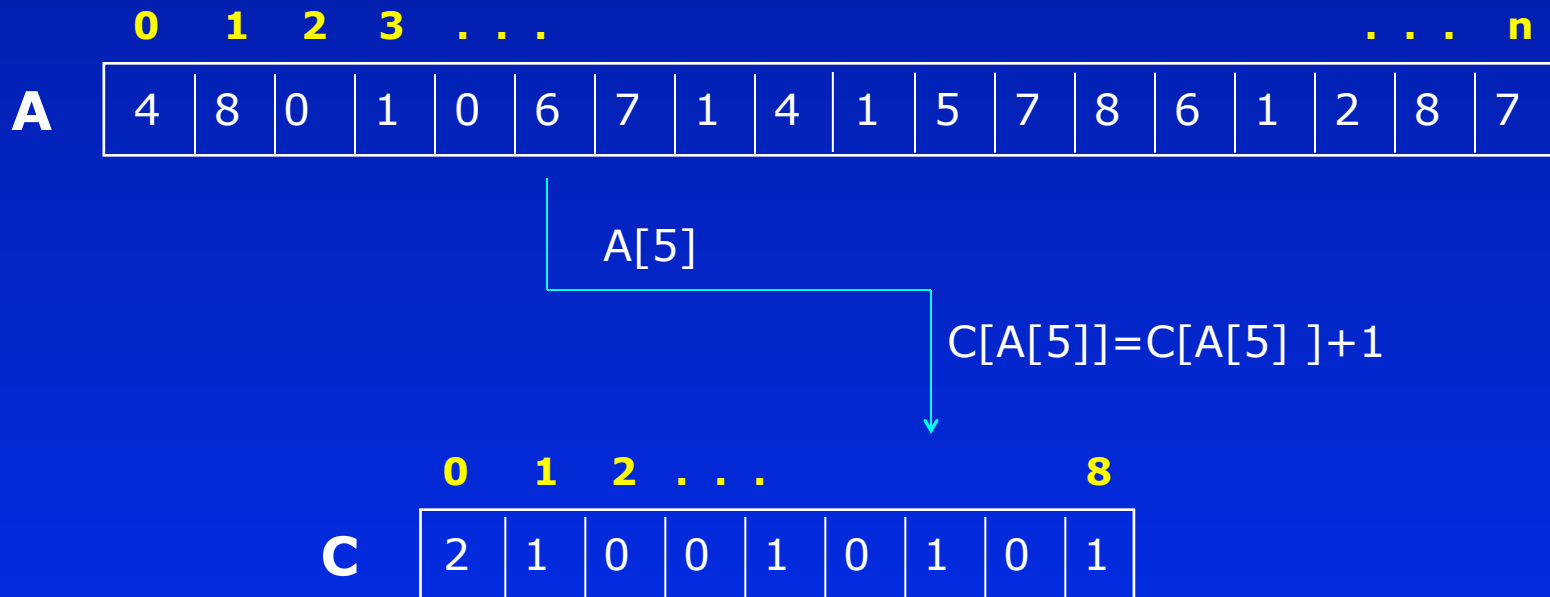 0 1 2 3 . . . . . . n
A 4 8 0 1 0 6 7 1 4 1 5 7 8 6 1 2 8 7
A[5]
C[A[5]]=C[A[5] ]+1
0 1 2 . . . 8
C 2 1 0 0 1 0 1 0 1